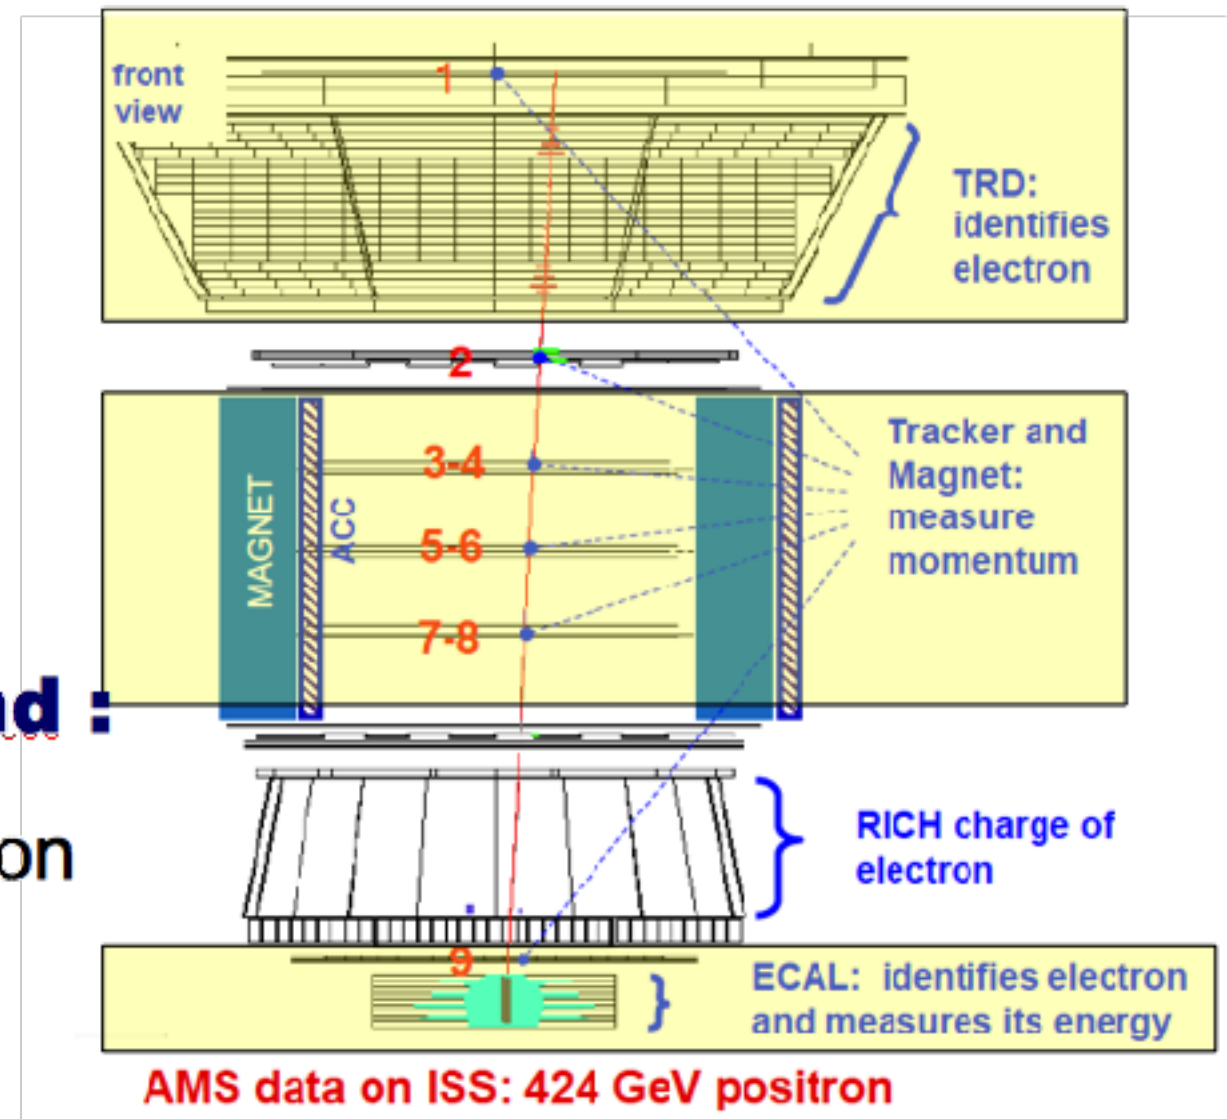 front
view
1
TRD:
identifies
electron
2
3-4
5-6
7-8
MAGNET
ACC
Tracker and
Magnet:
measure
momentum
d :
on
RICH charge of
electron
9
ECAL: identifies electron
and measures its energy
AMS data on ISS: 424 GeV positron